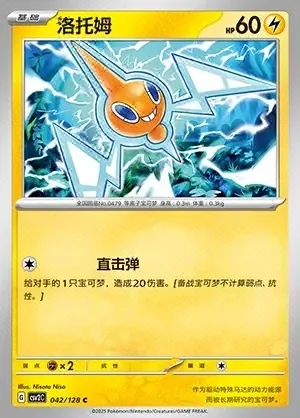 基础
洛托姆
HP60
全国图鉴No.0479 等离子宝可梦 身高:0.3m 体重:0.3kg
直击弹
给对手的1只宝可梦,造成20伤害。[备战宝可梦不计算弱点、抗
性。]
弱点 ×2 抗性 撤退
Illus. Nisota Niso
G CSV2C 042/128 C
作为驱动特殊马达的动力源
而被长期研究的宝可梦。
©2025 Pokémon/Nintendo/Creatures/GAME FREAK.